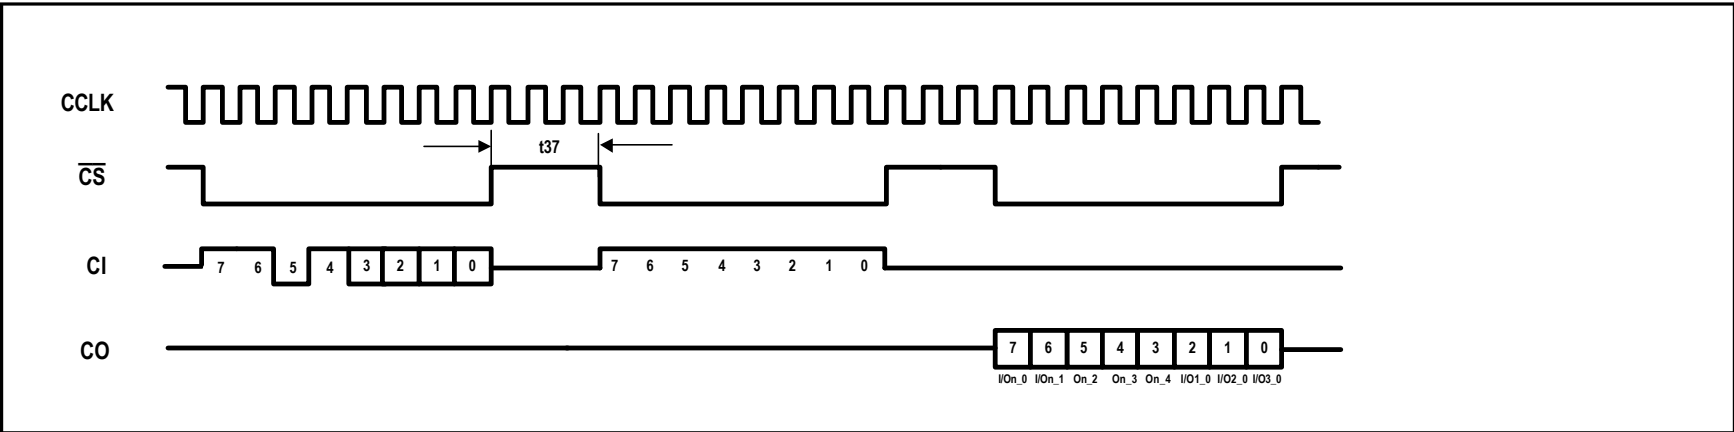 CCLK
t37
CS
CI 7 6 5 4 3 2 1 0 7 6 5 4 3 2 1 0
CO 7 6 5 4 3 2 1 0
I/On_0 I/On_1 On_2 On_3 On_4 I/O1_0 I/O2_0 I/O3_0